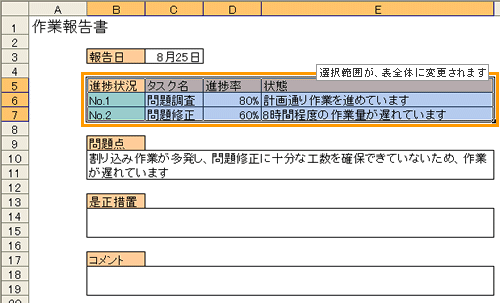 A B C D E
1 作業報告書
2
3 報告日 8月25日
4 選択範囲が、表全体に変更されます
5 進捗状況 タスク名 進捗率 状態
6 No.1 問題調査 80% 計画通り作業を進めています
7 No.2 問題修正 60% 8時間程度の作業量が遅れています
8
9 問題点
10 割り込み作業が多発し、問題修正に十分な工数を確保できていないため、作業
11 が遅れています
12
13 是正措置
14
15
16
17 コメント
18
19